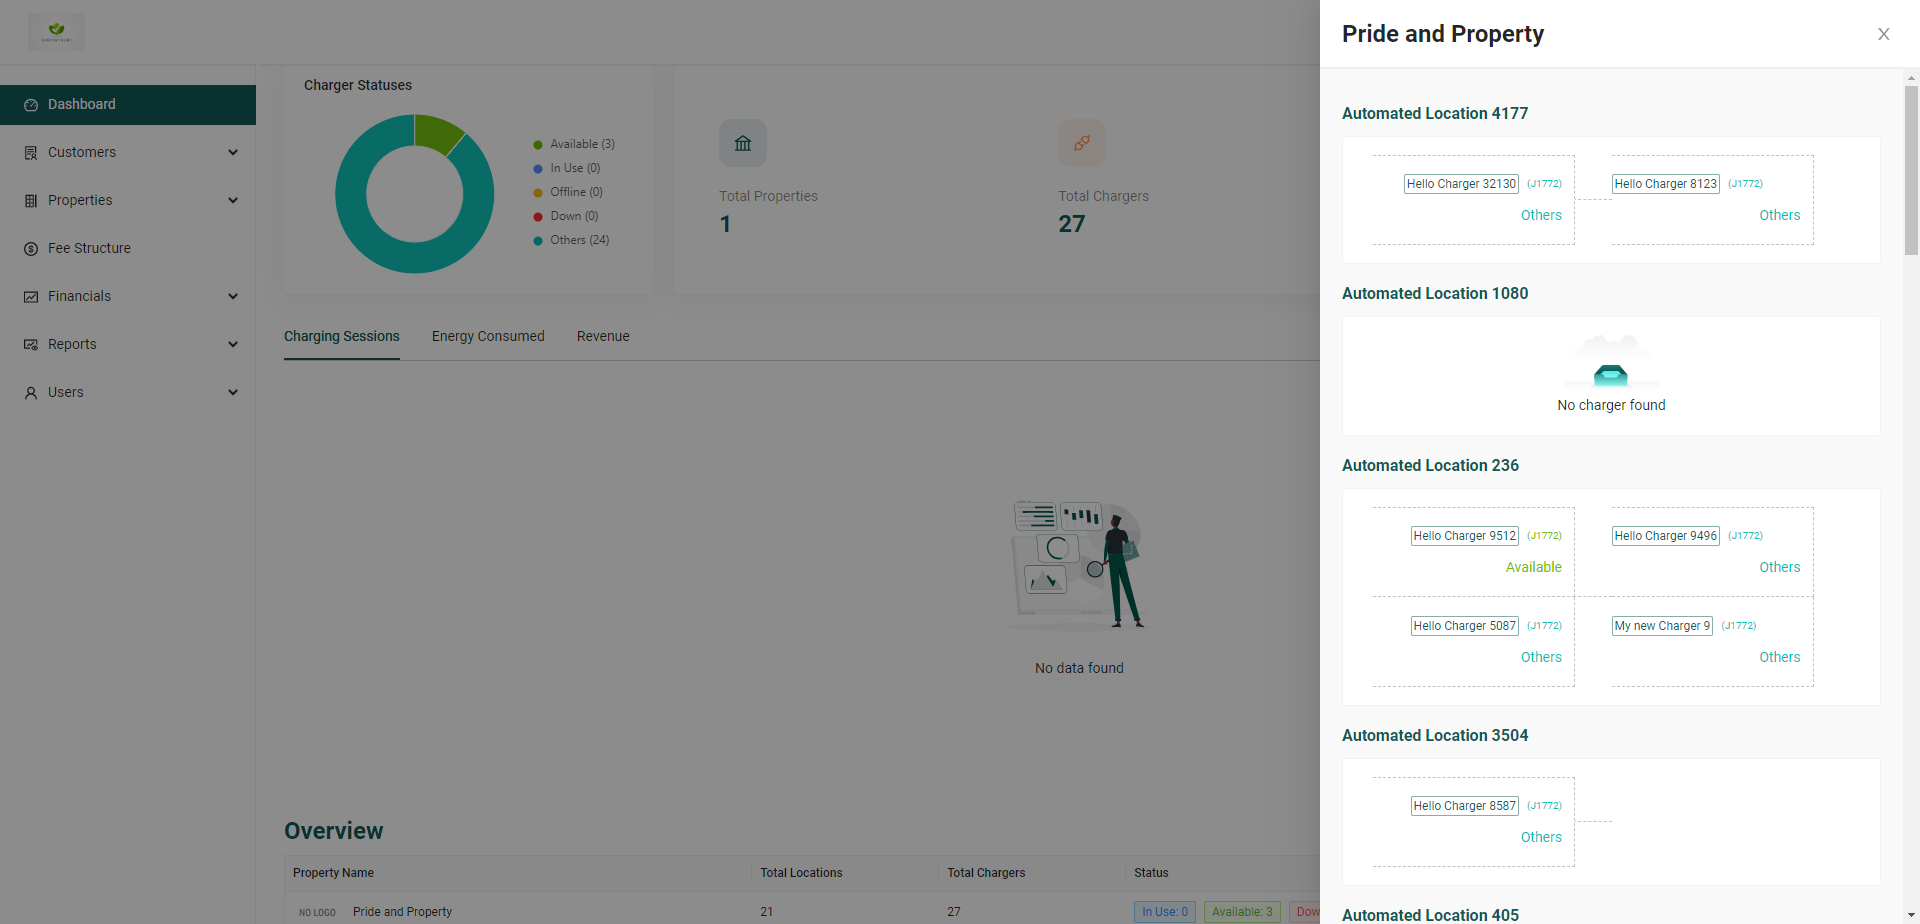 Pride and Property
Dashboard
Customers
Properties
Fee Structure
Financials
Reports
Users
Charger Statuses
Available (3)
In Use (0)
Offline (0)
Down (0)
Others (24)
Total Properties
1
Total Chargers
27
Charging Sessions Energy Consumed Revenue
No data found
Overview
Property Name Total Locations Total Chargers Status
NO LOGO Pride and Property 21 27 In Use: 0 Available: 3 Dow
Automated Location 4177
Hello Charger 32130 (J1772) Hello Charger 8123 (J1772)
Others Others
Automated Location 1080
No charger found
Automated Location 236
Hello Charger 9512 (J1772) Hello Charger 9496 (J1772)
Available Others
Hello Charger 5087 (J1772) My new Charger 9 (J1772)
Others Others
Automated Location 3504
Hello Charger 8587 (J1772)
Others
Automated Location 405